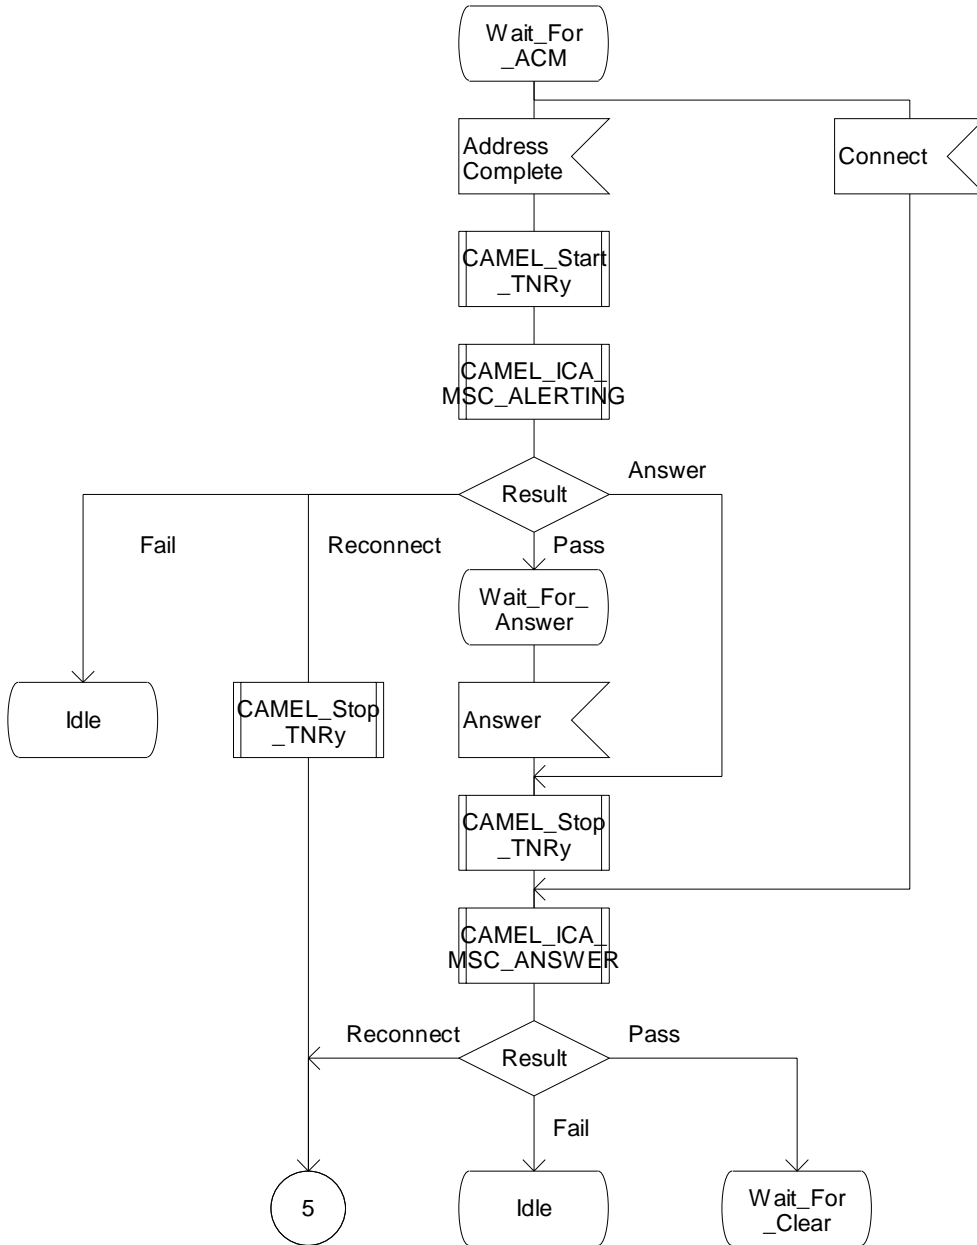 Wait_For
_ACM
Address
Complete
Connect
CAMEL_Start
_TNRy
CAMEL_ICA_
MSC_ALERTING
Result
Answer
Fail
Reconnect
Pass
Wait_For_
Answer
Idle
CAMEL_Stop
_TNRy
Answer
CAMEL_Stop
_TNRy
CAMEL_ICA_
MSC_ANSWER
Reconnect
Result
Pass
Fail
5
Idle
Wait_For
_Clear